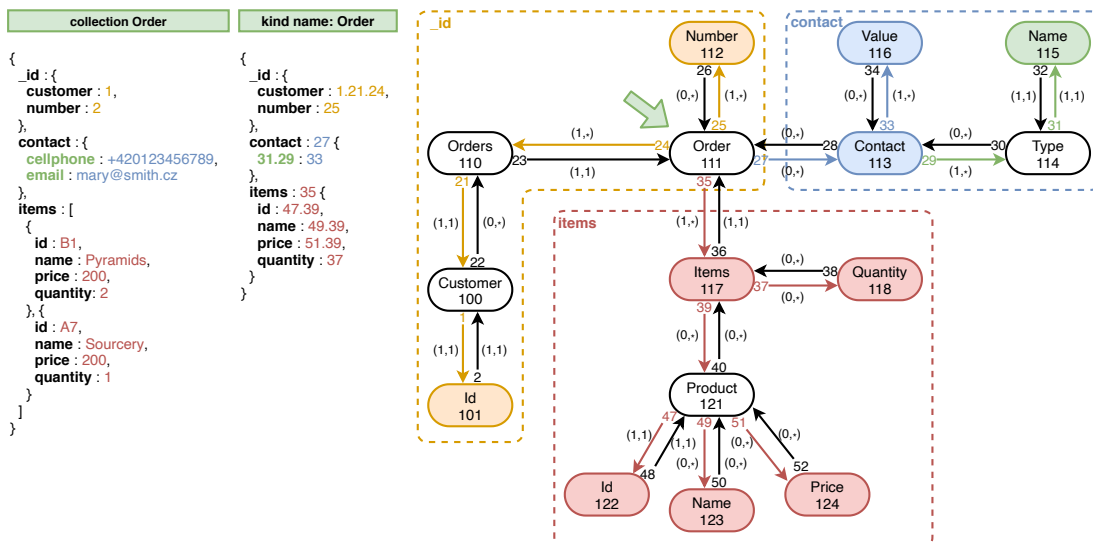 collection Order
{
_id : {
customer : 1,
number : 2
},
contact : {
cellphone : +420123456789,
email : mary@smith.cz
},
items : [
{
id : B1,
name : Pyramids,
price : 200,
quantity: 2
}, {
id : A7,
name : Sourcery,
price : 200,
quantity : 1
}
]
}
kind name: Order
{
_id : {
customer : 1.21.24,
number : 25
},
contact : 27 {
31.29 : 33
},
items : 35 {
id : 47.39,
name : 49.39,
price : 51.39,
quantity : 37
}
}
_id
contact
Number
112
Value
116
Name
115
26
(0,*)
(1,*)
25
34
(0,*)
(1,*)
33
32
(1,1)
(1,1)
31
Orders
110
(1,*)
24
23
(1,1)
Order
111
(0,*)
28
27
(0,*)
Contact
113
(0,*)
30
29
(1,*)
Type
114
21
(1,1)
(0,*)
22
35
(1,*)
(1,1)
36
items
Customer
100
Items
117
(0,*)
38
37
(0,*)
Quantity
118
1
(1,1)
(1,1)
2
39
(0,*)
(0,*)
40
Id
101
Product
121
47
49
51
(1,1)
(1,1)
(0,*)
(0,*)
(0,*)
(0,*)
48
50
52
Id
122
Name
123
Price
124